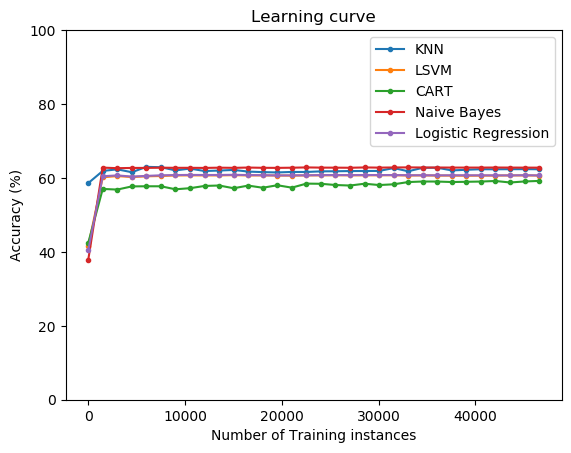 Learning curve
100
80
60
40
20
0
Accuracy (%)
KNN
LSVM
CART
Naive Bayes
Logistic Regression
0
10000
20000
30000
40000
Number of Training instances